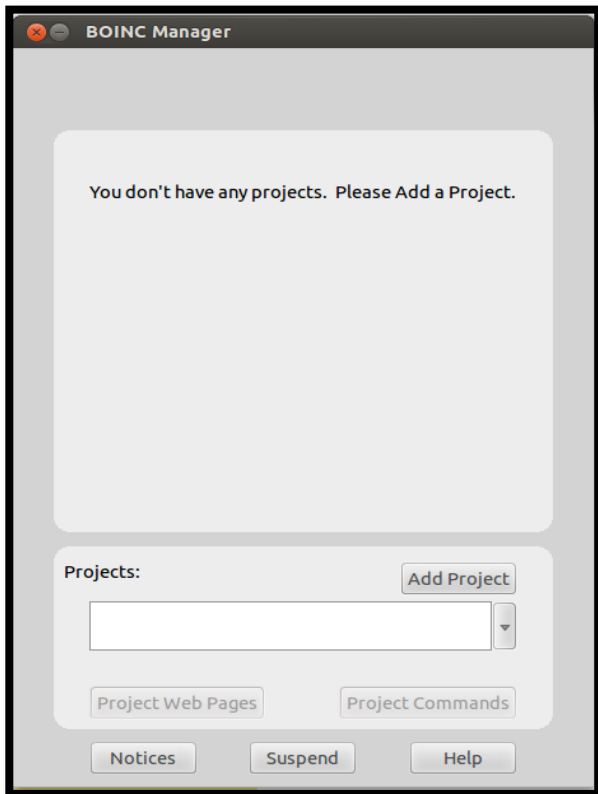 BOINC Manager
You don't have any projects.  Please Add a Project.
Projects:
Add Project
Project Web Pages
Project Commands
Notices
Suspend
Help